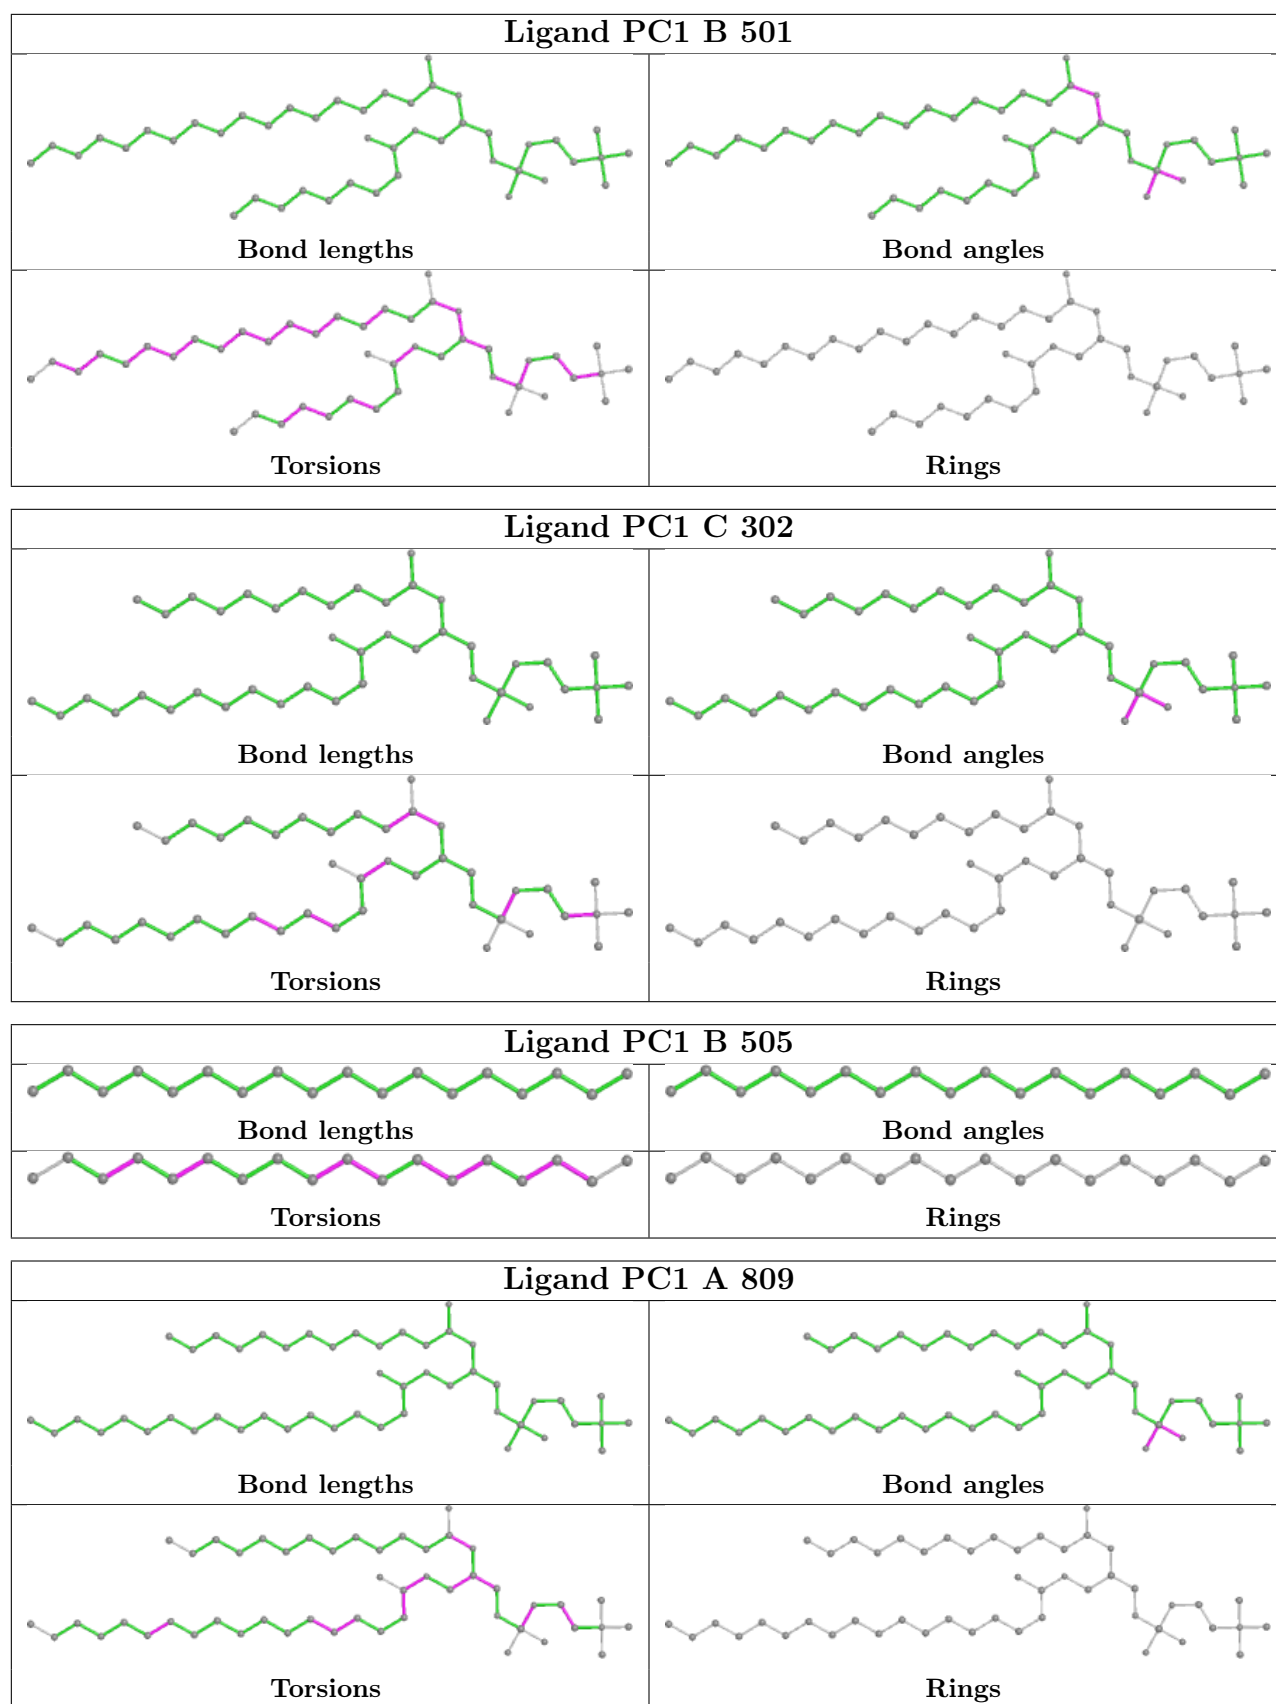 Ligand PC1 B 501
Bond lengths
Bond angles
Torsions
Rings
Ligand PC1 C 302
Bond lengths
Bond angles
Torsions
Rings
Ligand PC1 B 505
Bond lengths
Bond angles
Torsions
Rings
Ligand PC1 A 809
Bond lengths
Bond angles
Torsions
Rings